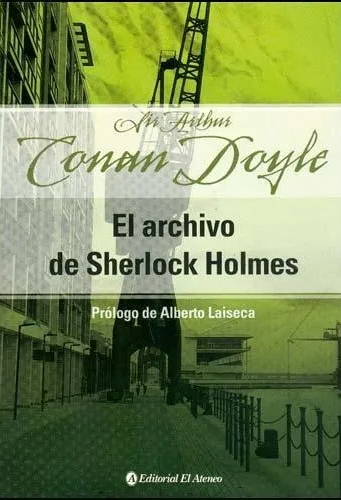 Sir Arthur
Conan Doyle
El archivo
de Sherlock Holmes
Prólogo de Alberto Laiseca
A Editorial El Ateneo